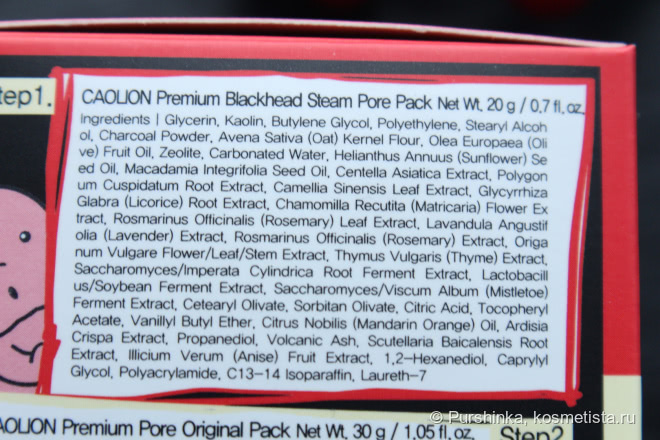 tep1.
CAOLION Premium Blackhead Steam Pore Pack Net Wt, 20 g / 0.7 fl. oz.
Ingredients | Glycerin, Kaolin, Butylene Glycol, Polyethylene, Stearyl Alcoh
ol, Charcoal Powder, Avena Sativa (Oat) Kernel Flour, Olea Europaea (Oli
ve) Fruit Oil, Zeolite, Carbonated Water, Helianthus Annuus (Sunflower) Se
ed Oil, Macadamia Integrifolia Seed Oil, Centella Asiatica Extract, Polygon
um Cuspidatum Root Extract, Camellia Sinensis Leaf Extract, Glycyrrhiza
Glabra (Licorice) Root Extract, Chamomilla Recutita (Matricaria) Flower Ex
tract, Rosmarinus Officinalis (Rosemary) Leaf Extract, Lavandula Angustif
olia (Lavender) Extract, Rosmarinus Officinalis (Rosemary) Extract, Origa
num Vulgare Flower/Leaf/Stem Extract, Thymus Vulgaris (Thyme) Extract,
Saccharomyces/Imperata Cylindrica Root Ferment Extract, Lactobacill
us/Soybean Ferment Extract, Saccharomyces/Viscum Album (Mistletoe)
Ferment Extract, Cetearyl Olivate, Sorbitan Olivate, Citric Acid, Tocopheryl
Acetate, Vanillyl Butyl Ether, Citrus Nobilis (Mandarin Orange) Oil, Ardisia
Crispa Extract, Propanediol, Volcanic Ash, Scutellaria Baicalensis Root
Extract, Illicium Verum (Anise) Fruit Extract, 1,2-Hexanediol, Caprylyl
Glycol, Polyacrylamide, C13-14 Isoparaffin, Laureth-7
© Purshinka, kosmetista.ru
AOLION Premium Pore Original Pack Net Wt, 30 g / 1.05 fl. oz.
Step2